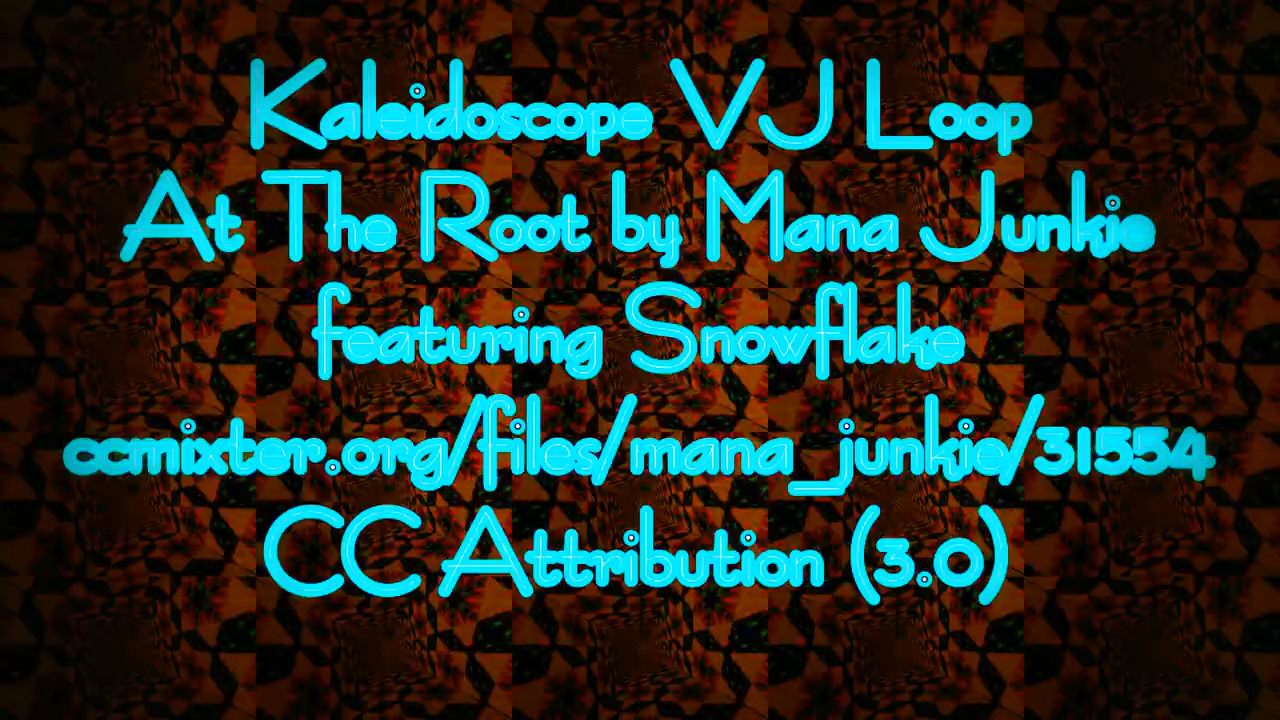 Kaleidoscope VJ Loop
At The Root by Mana Junkie
featuring Snowflake
ccmixter.org/files/mana_junkie/31554
CC Attribution (3.0)